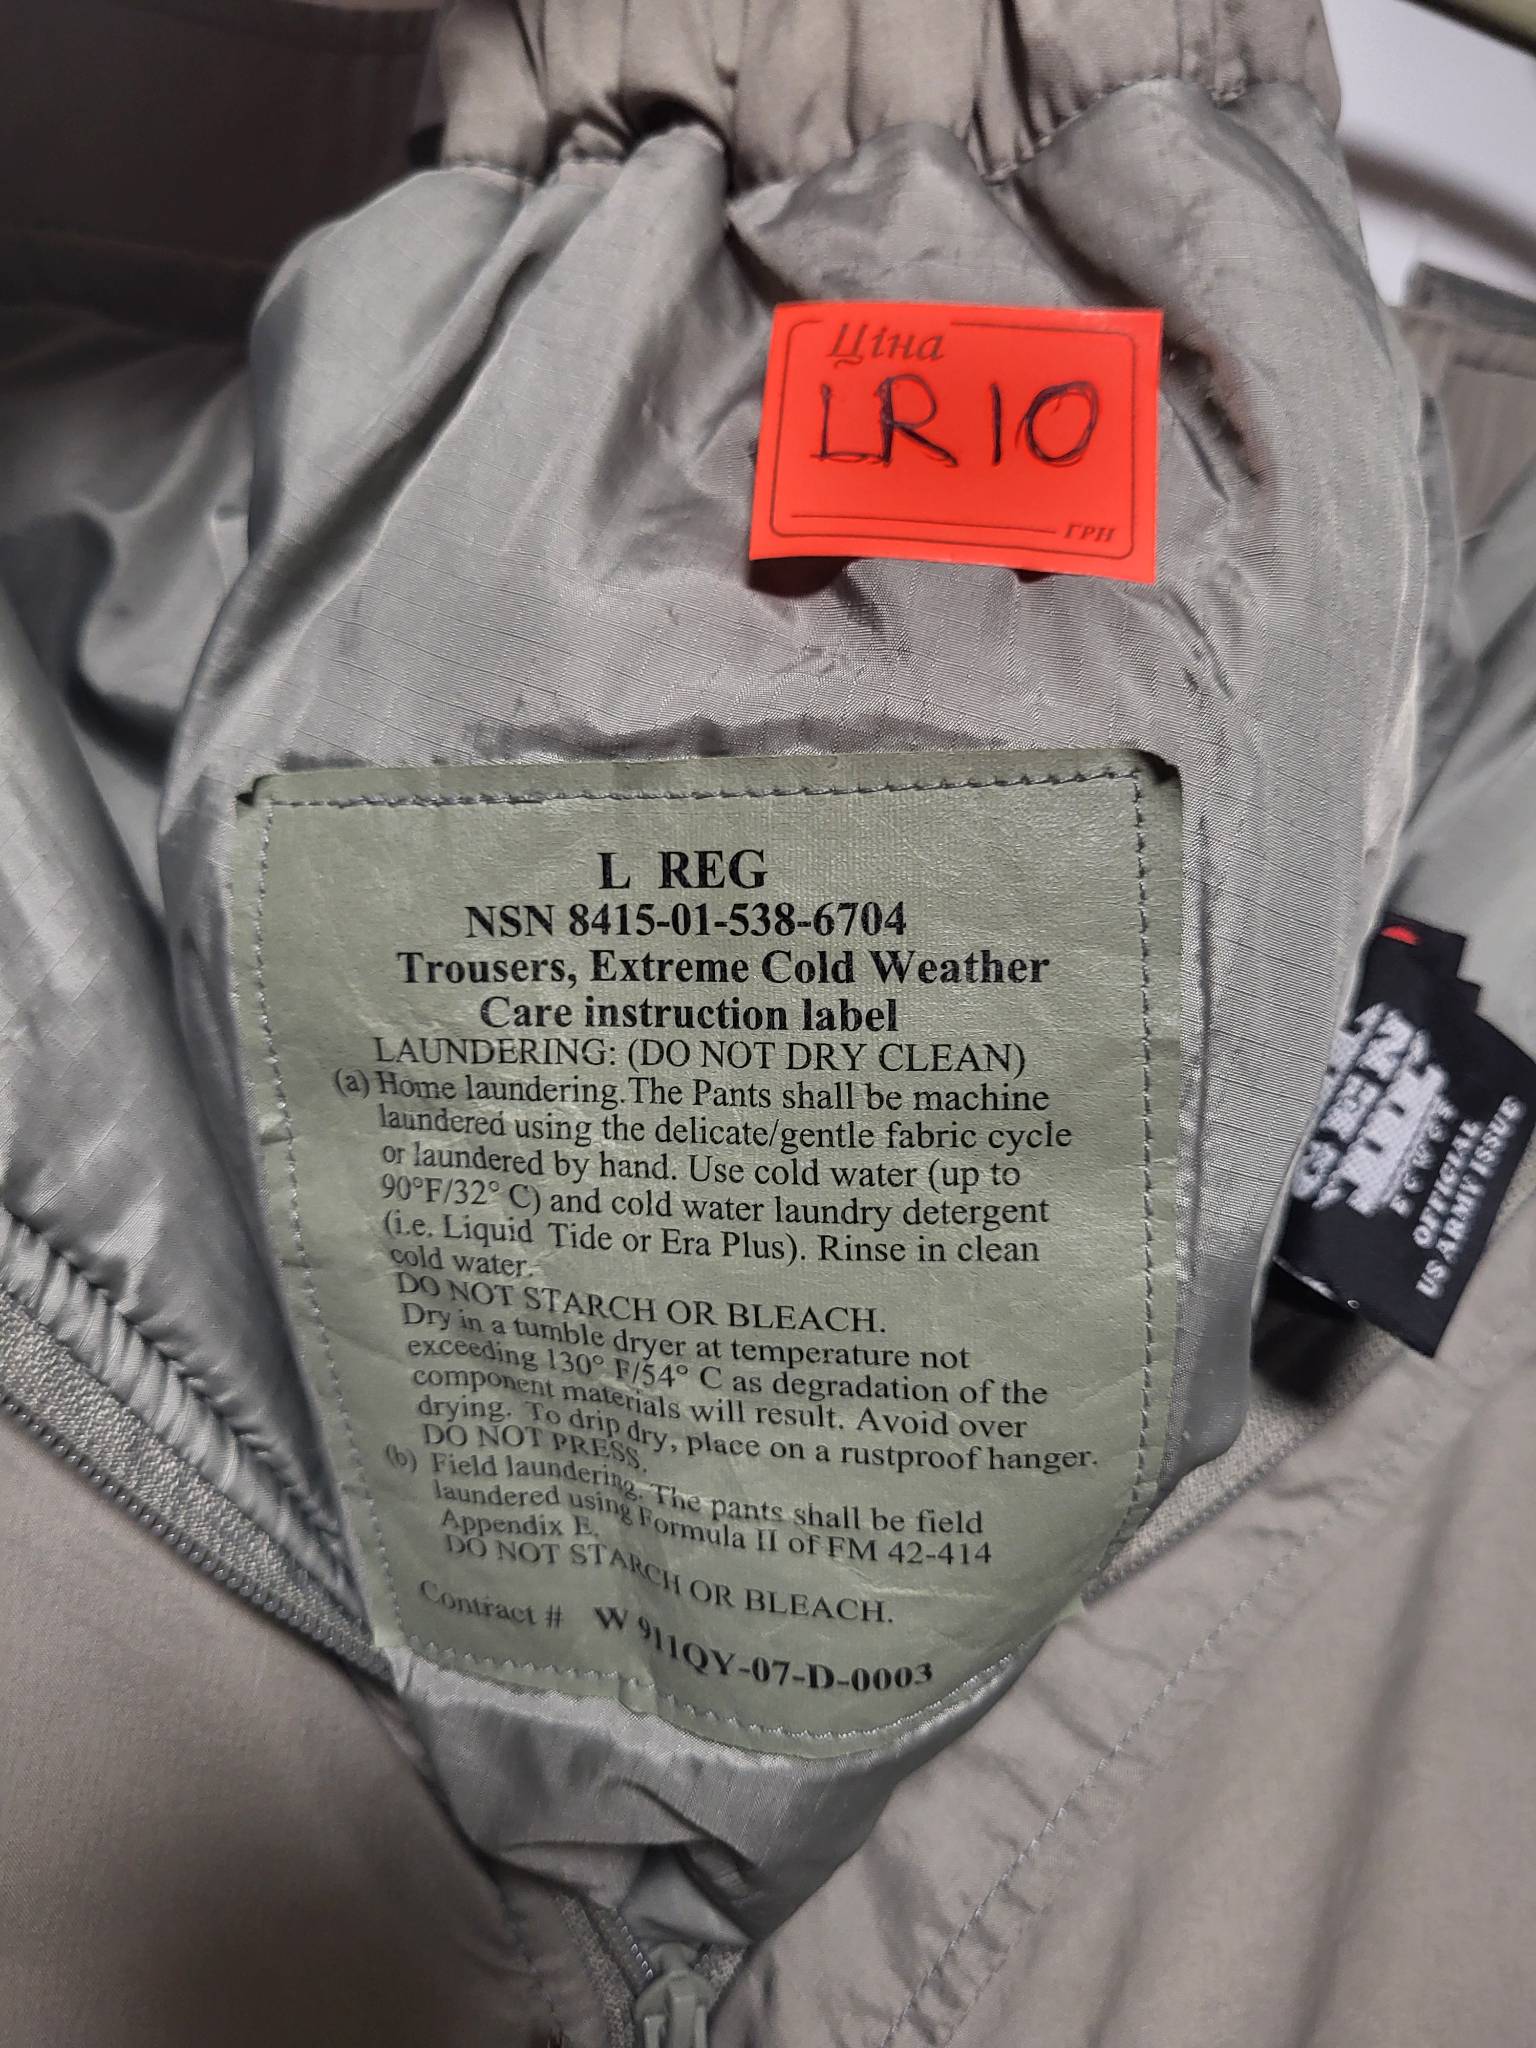 Ціна
LR 10
ГРН
L REG
NSN 8415-01-538-6704
Trousers, Extreme Cold Weather
Care instruction label
LAUNDERING: (DO NOT DRY CLEAN)
(a) Home laundering.The Pants shall be machine
laundered using the delicate/gentle fabric cycle
or laundered by hand. Use cold water (up to
90°F/32° C) and cold water laundry detergent
(i.e. Liquid Tide or Era Plus). Rinse in clean
cold water.
DO NOT STARCH OR BLEACH.
Dry in a tumble dryer at temperature not
exceeding 130° F/54° C as degradation of the
component materials will result. Avoid over
drying. To drip dry, place on a rustproof hanger.
DO NOT PRESS.
(b) Field laundering. The pants shall be field
laundered using Formula II of FM 42-414
Appendix E.
DO NOT STARCH OR BLEACH.
Contract # W911QY-07-D-0003
GEN
III
ECWCS
OFFICIAL
US ARMY ISSUE